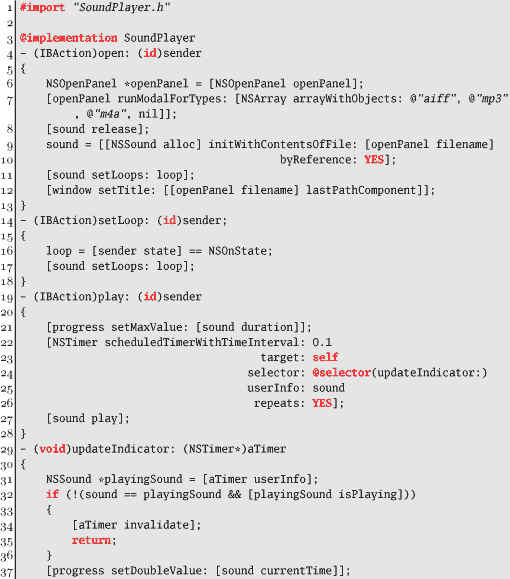 1 #import "SoundPlayer.h"
2
3 @implementation SoundPlayer
4 - (IBAction)open: (id)sender
5 {
6     NSOpenPanel *openPanel = [NSOpenPanel openPanel];
7     [openPanel runModalForTypes: [NSArray arrayWithObjects: @"aiff", @"mp3"
        , @"m4a", nil]];
8     [sound release];
9     sound = [[NSSound alloc] initWithContentsOfFile: [openPanel filename]
10                                         byReference: YES];
11     [sound setLoops: loop];
12     [window setTitle: [[openPanel filename] lastPathComponent]];
13 }
14 - (IBAction)setLoop: (id)sender;
15 {
16     loop = [sender state] == NSOnState;
17     [sound setLoops: loop];
18 }
19 - (IBAction)play: (id)sender
20 {
21     [progress setMaxValue: [sound duration]];
22     [NSTimer scheduledTimerWithTimeInterval: 0.1
23                                      target: self
24                                    selector: @selector(updateIndicator:)
25                                    userInfo: sound
26                                     repeats: YES];
27     [sound play];
28 }
29 - (void)updateIndicator: (NSTimer*)aTimer
30 {
31     NSSound *playingSound = [aTimer userInfo];
32     if (!(sound == playingSound && [playingSound isPlaying]))
33     {
34         [aTimer invalidate];
35         return;
36     }
37     [progress setDoubleValue: [sound currentTime]];